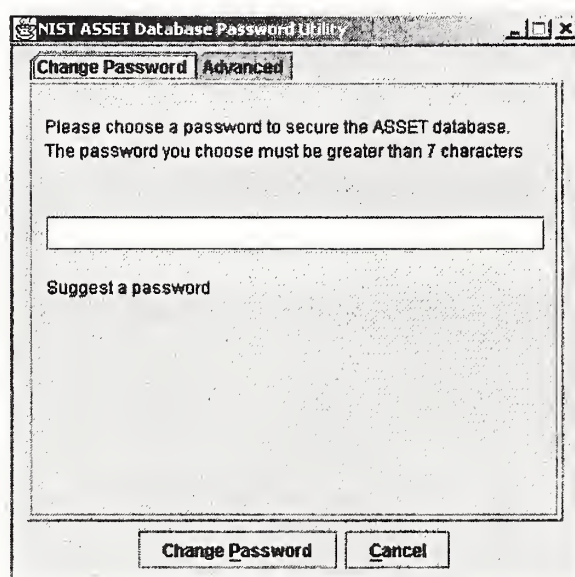 NIST ASSET Database Password Utility
Change Password Advanced
Please choose a password to secure the ASSET database.
The password you choose must be greater than 7 characters
Suggest a password
Change Password Cancel